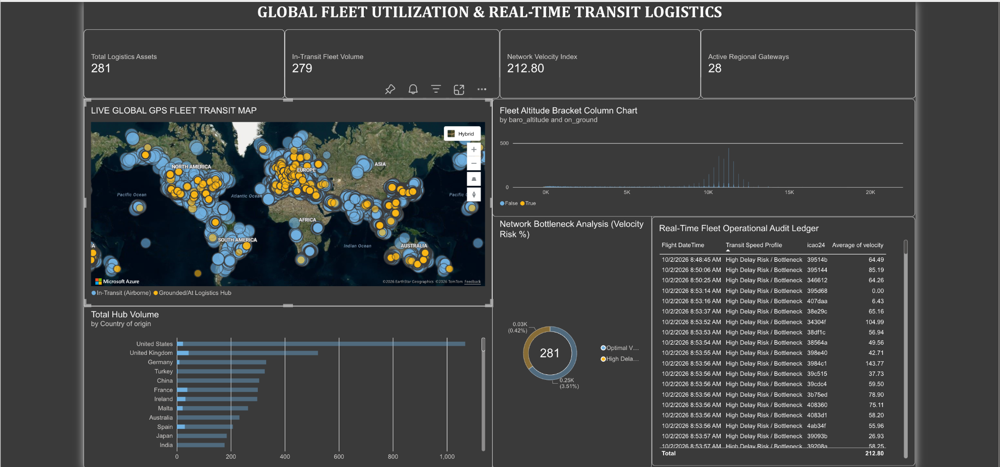 GLOBAL FLEET UTILIZATION & REAL-TIME TRANSIT LOGISTICS
Total Logistics Assets
281
In-Transit Fleet Volume
279
Network Velocity Index
212.80
Active Regional Gateways
28
LIVE GLOBAL GPS FLEET TRANSIT MAP
Hybrid
NORTH AMERICA
EUROPE
ASIA
Pacific Ocean
Atlantic Ocean
Pacific
AFRICA
SOUTH AMERICA
Indian Ocean
AUSTRALIA
IA
Microsoft Azure
©2026 EarthStar Geographics ©2026 TomTom Feedback
In-Transit (Airborne) Grounded/At Logistics Hub
Fleet Altitude Bracket Column Chart
by baro_altitude and on_ground
500
0
0K 5K 10K 15K 20K
False True
Total Hub Volume
by Country of origin
United States
United Kingdom
Germany
Turkey
China
France
Ireland
Malta
Australia
Spain
Japan
India
0 200 400 600 800 1,000
Network Bottleneck Analysis (Velocity
Risk %)
0.03K
(0.42%)
281
0.25K
(3.51%)
Optimal V...
High Dela...
Real-Time Fleet Operational Audit Ledger
Flight DateTime Transit Speed Profile icao24 Average of velocity
10/2/2026 8:48:45 AM High Delay Risk / Bottleneck 39514b 64.49
10/2/2026 8:50:06 AM High Delay Risk / Bottleneck 395144 85.19
10/2/2026 8:50:25 AM High Delay Risk / Bottleneck 346612 64.26
10/2/2026 8:53:14 AM High Delay Risk / Bottleneck 395d68 0.00
10/2/2026 8:53:16 AM High Delay Risk / Bottleneck 407daa 6.43
10/2/2026 8:53:37 AM High Delay Risk / Bottleneck 38e29c 65.16
10/2/2026 8:53:52 AM High Delay Risk / Bottleneck 34304f 104.99
10/2/2026 8:53:53 AM High Delay Risk / Bottleneck 38df1c 56.94
10/2/2026 8:53:54 AM High Delay Risk / Bottleneck 38564a 49.56
10/2/2026 8:53:55 AM High Delay Risk / Bottleneck 398e40 42.71
10/2/2026 8:53:56 AM High Delay Risk / Bottleneck 3984c1 143.77
10/2/2026 8:53:56 AM High Delay Risk / Bottleneck 39c515 37.73
10/2/2026 8:53:56 AM High Delay Risk / Bottleneck 39cdc4 59.50
10/2/2026 8:53:56 AM High Delay Risk / Bottleneck 3b75ed 78.90
10/2/2026 8:53:56 AM High Delay Risk / Bottleneck 408360 75.11
10/2/2026 8:53:56 AM High Delay Risk / Bottleneck 4083d1 58.20
10/2/2026 8:53:56 AM High Delay Risk / Bottleneck 4ab34f 55.96
10/2/2026 8:53:57 AM High Delay Risk / Bottleneck 39093b 26.93
10/2/2026 8:53:57 AM High Delay Risk / Bottleneck 39208a 58.25
Total 212.80